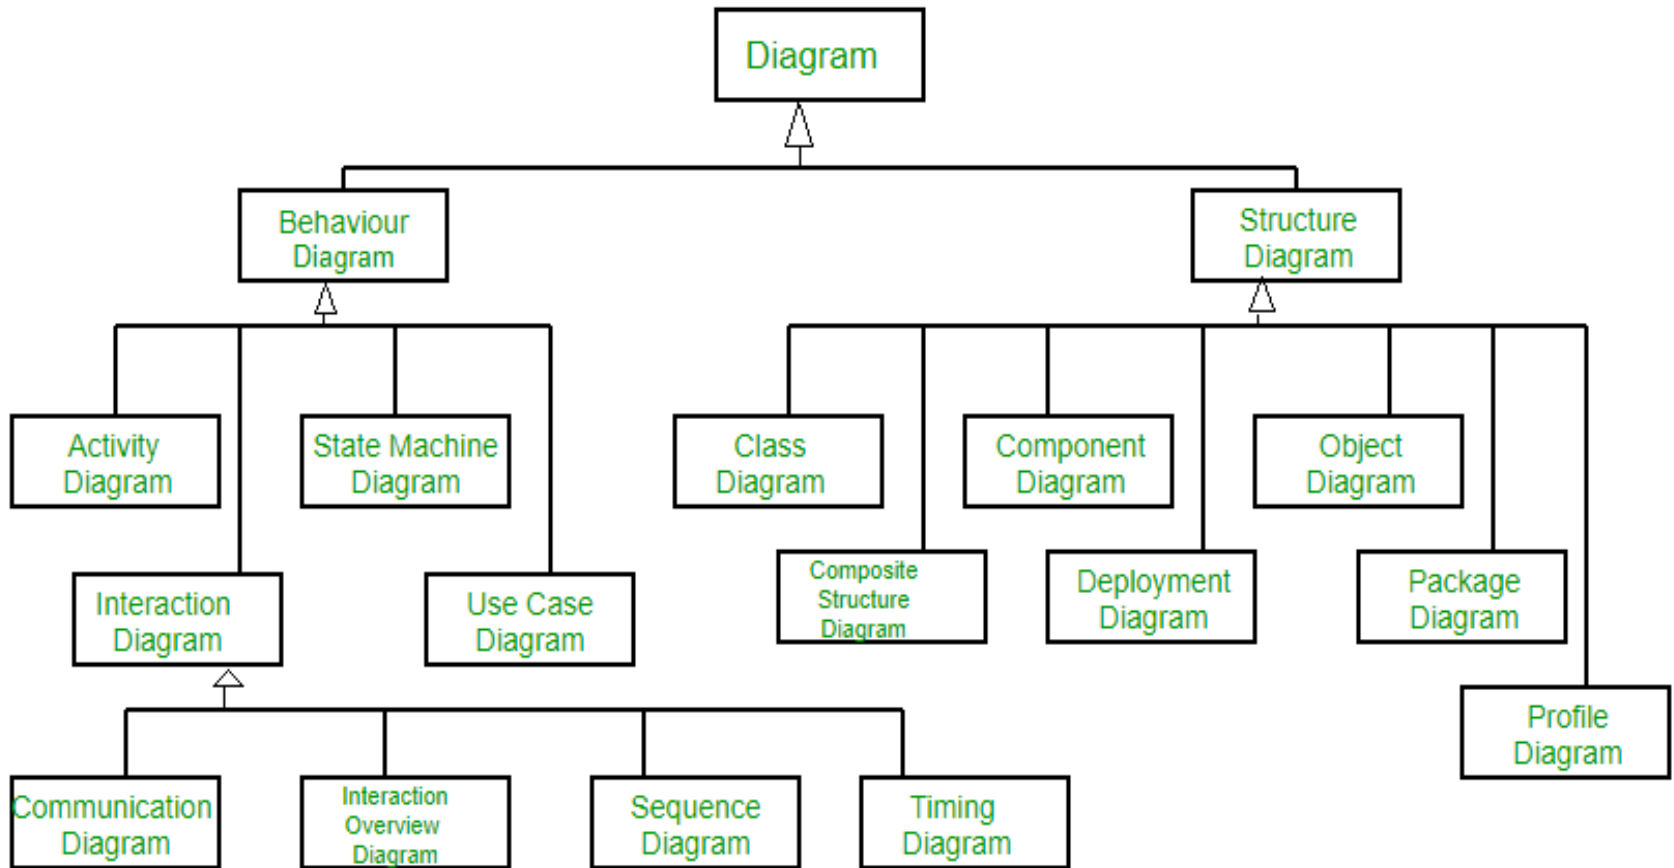 Diagram
Behaviour
Diagram
Structure
Diagram
Activity
Diagram
State Machine
Diagram
Class
Diagram
Component
Diagram
Object
Diagram
Interaction
Diagram
Use Case
Diagram
Composite
Structure
Diagram
Deployment
Diagram
Package
Diagram
Profile
Diagram
Communication
Diagram
Interaction
Overview
Diagram
Sequence
Diagram
Timing
Diagram